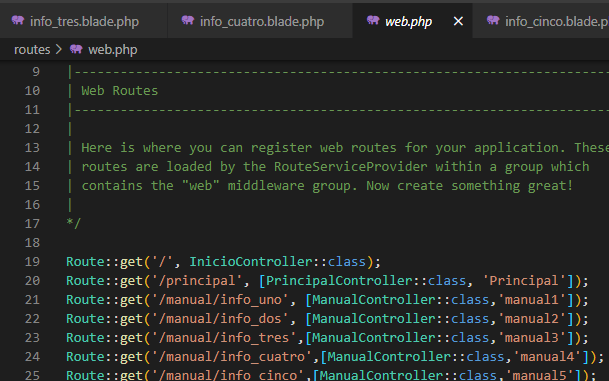 info_tres.blade.php info_cuatro.blade.php web.php × info_cinco.blade.p
routes > web.php
9 |--------------------------------------------------------------------------
10 | Web Routes
11 |--------------------------------------------------------------------------
12 |
13 | Here is where you can register web routes for your application. These
14 | routes are loaded by the RouteServiceProvider within a group which
15 | contains the "web" middleware group. Now create something great!
16 |
17 */
18
19 Route::get('/', InicioController::class);
20 Route::get('/principal', [PrincipalController::class, 'Principal']);
21 Route::get('/manual/info_uno', [ManualController::class,'manual1']);
22 Route::get('/manual/info_dos', [ManualController::class,'manual2']);
23 Route::get('/manual/info_tres',[ManualController::class,'manual3']);
24 Route::get('/manual/info_cuatro',[ManualController::class,'manual4']);
25 Route::get('/manual/info_cinco',[ManualController::class,'manual5']);